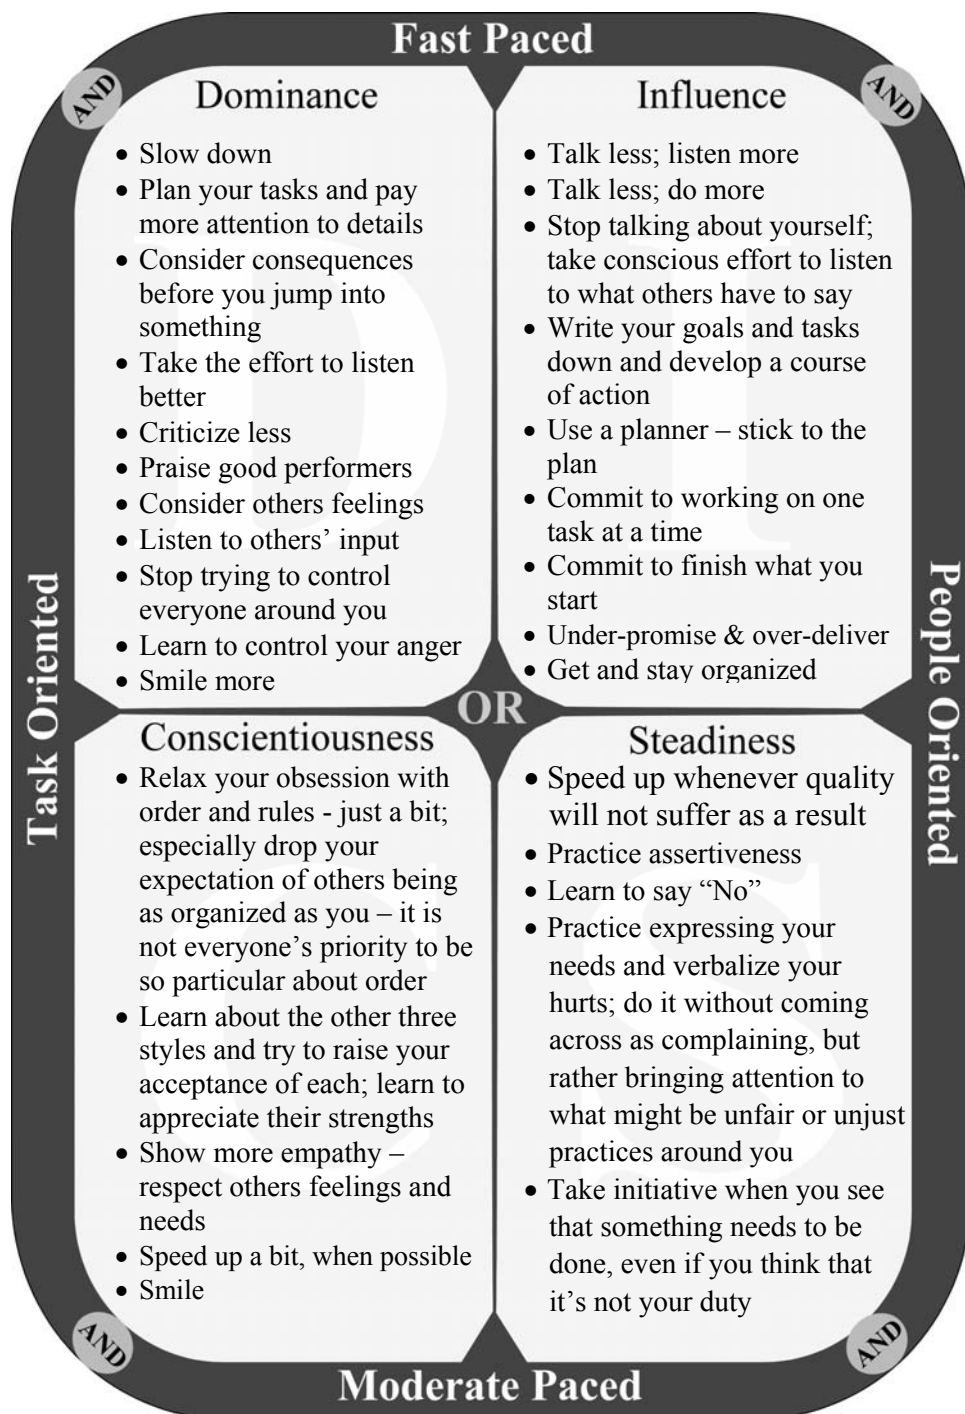 Fast Paced
AND
AND
Dominance
• Slow down
• Plan your tasks and pay
more attention to details
• Consider consequences
before you jump into
something
• Take the effort to listen
better
• Criticize less
• Praise good performers
• Consider others feelings
• Listen to others’ input
• Stop trying to control
everyone around you
• Learn to control your anger
• Smile more
D
Influence
• Talk less; listen more
• Talk less; do more
• Stop talking about yourself;
take conscious effort to listen
to what others have to say
• Write your goals and tasks
down and develop a course
of action
• Use a planner – stick to the
plan
• Commit to working on one
task at a time
• Commit to finish what you
start
• Under-promise & over-deliver
• Get and stay organized
I
Task Oriented
OR
People Oriented
Conscientiousness
• Relax your obsession with
order and rules - just a bit;
especially drop your
expectation of others being
as organized as you – it is
not everyone’s priority to be
so particular about order
• Learn about the other three
styles and try to raise your
acceptance of each; learn to
appreciate their strengths
• Show more empathy –
respect others feelings and
needs
• Speed up a bit, when possible
• Smile
C
Steadiness
• Speed up whenever quality
will not suffer as a result
• Practice assertiveness
• Learn to say “No”
• Practice expressing your
needs and verbalize your
hurts; do it without coming
across as complaining, but
rather bringing attention to
what might be unfair or unjust
practices around you
• Take initiative when you see
that something needs to be
done, even if you think that
it’s not your duty
S
AND
AND
Moderate Paced